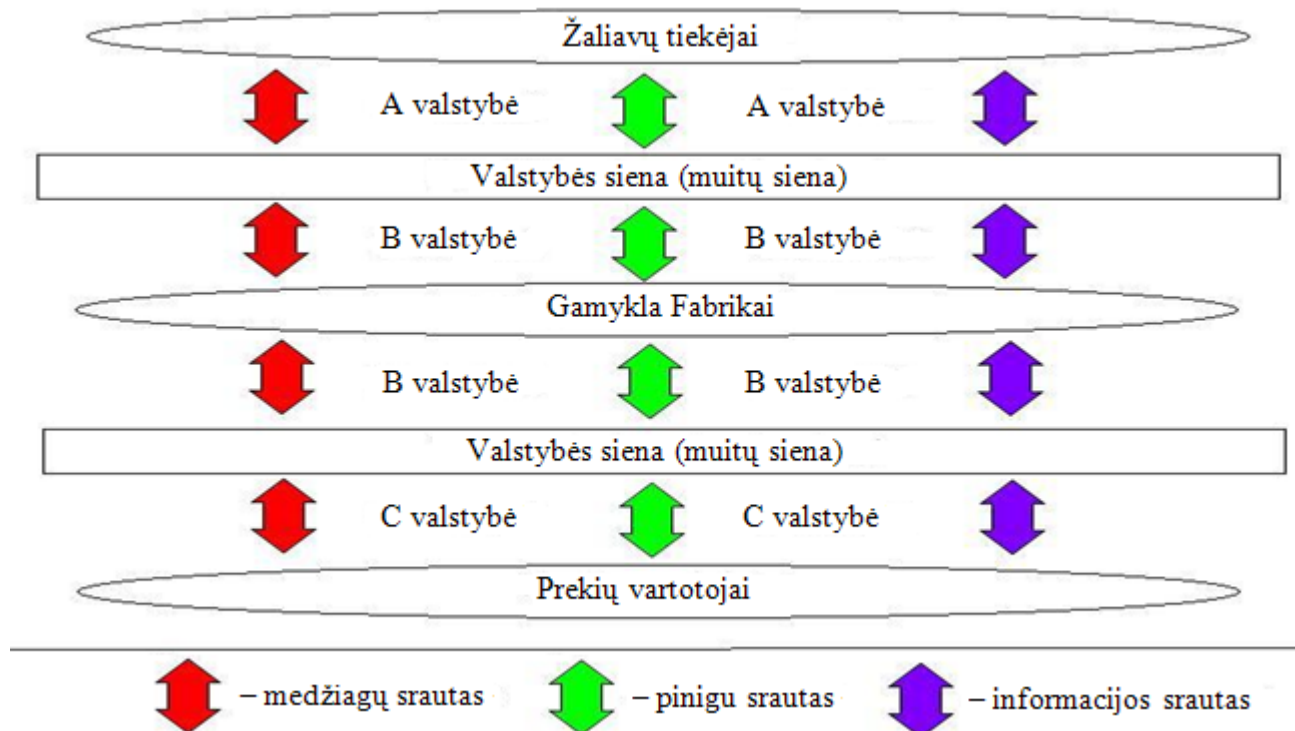 Žaliavų tiekėjai
A valstybė A valstybė
Valstybės siena (muitų siena)
B valstybė B valstybė
Gamykla Fabrikai
B valstybė B valstybė
Valstybės siena (muitų siena)
C valstybė C valstybė
Prekių vartotojai
– medžiagų srautas – pinigu srautas – informacijos srautas